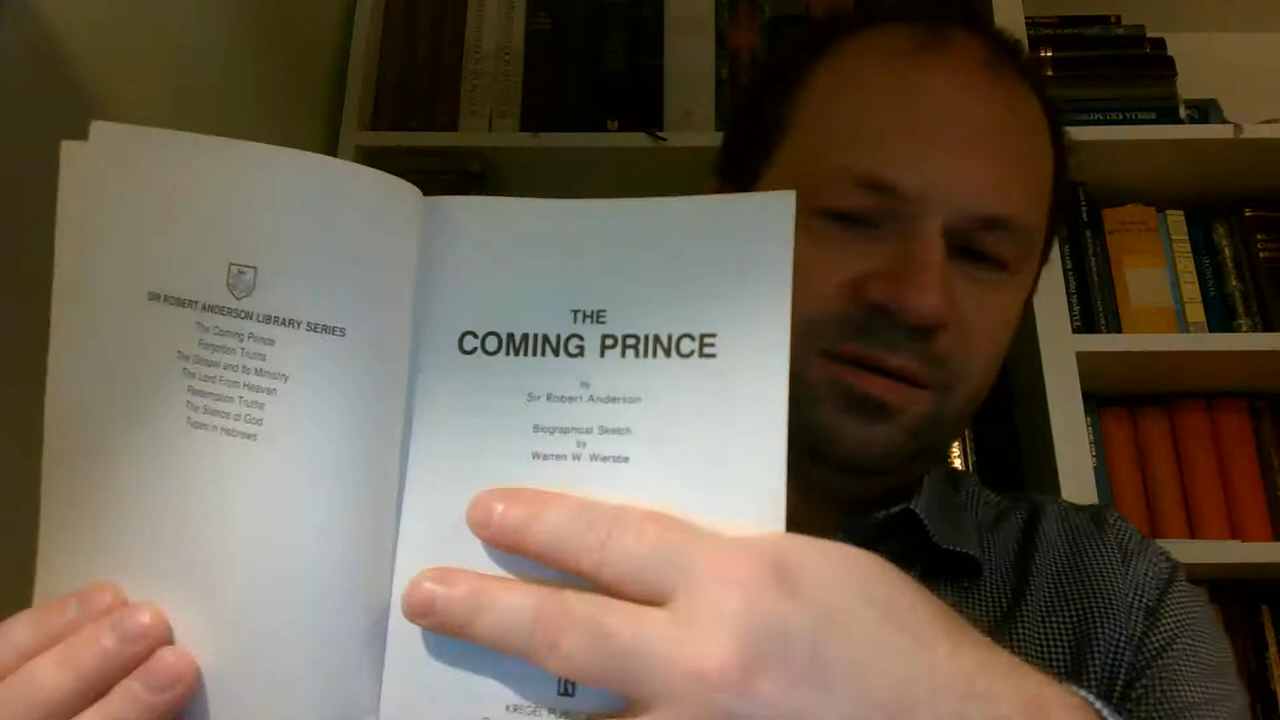 SIR ROBERT ANDERSON LIBRARY SERIES
The Coming Prince
Forgotten Truths
The Gospel and Its Ministry
The Lord From Heaven
Redemption Truths
The Silence of God
Types in Hebrews
THE
COMING PRINCE
by
Sir Robert Anderson
Biographical Sketch
by
Warren W. Wiersbe
KREGEL
SŁOWNIK